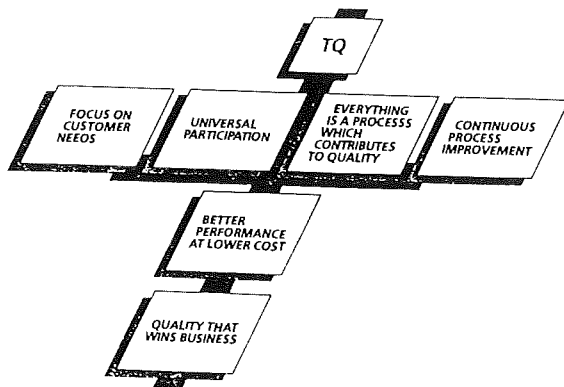 TQ
FOCUS ON
CUSTOMER
NEEDS
UNIVERSAL
PARTICIPATION
EVERYTHING
IS A PROCESSS
WHICH
CONTRIBUTES
TO QUALITY
CONTINUOUS
PROCESS
IMPROVEMENT
BETTER
PERFORMANCE
AT LOWER COST
QUALITY THAT
WINS BUSINESS